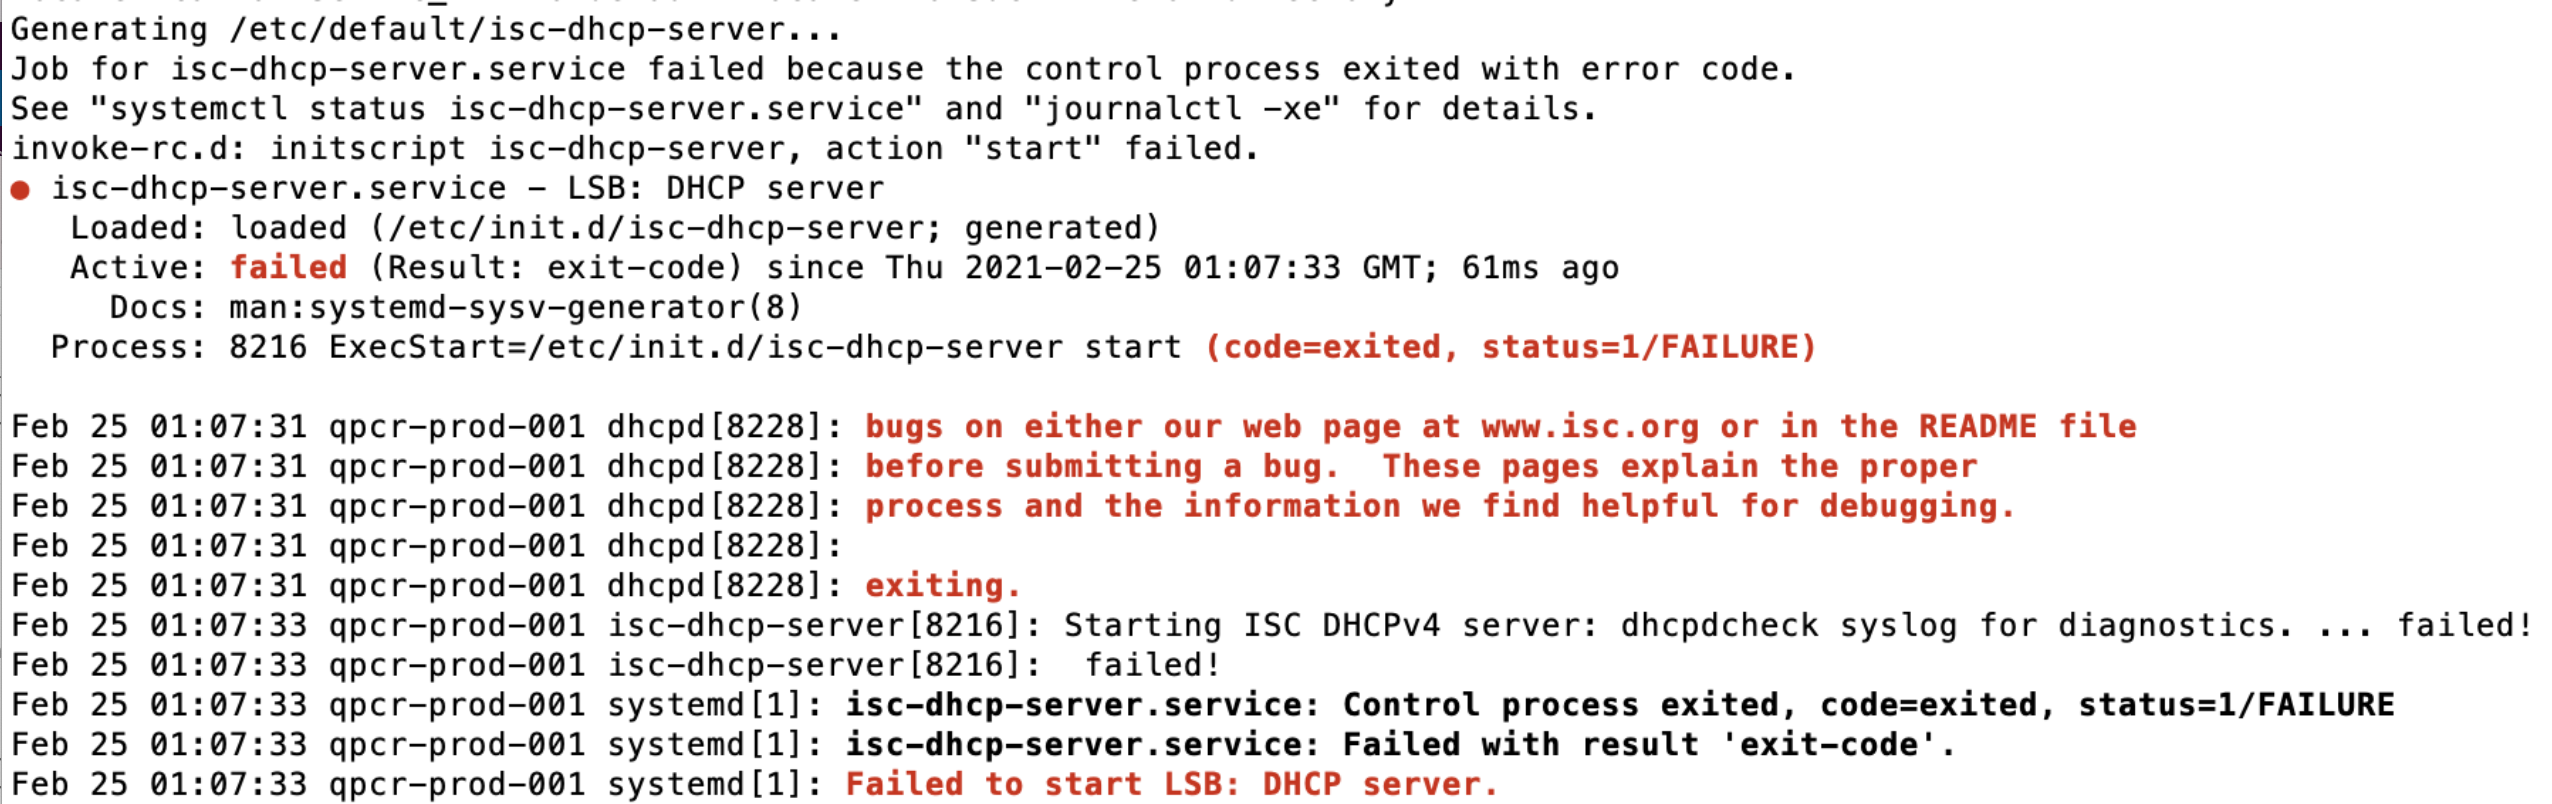 Generating /etc/default/isc-dhcp-server...
Job for isc-dhcp-server.service failed because the control process exited with error code.
See "systemctl status isc-dhcp-server.service" and "journalctl -xe" for details.
invoke-rc.d: initscript isc-dhcp-server, action "start" failed.
● isc-dhcp-server.service - LSB: DHCP server
   Loaded: loaded (/etc/init.d/isc-dhcp-server; generated)
   Active: failed (Result: exit-code) since Thu 2021-02-25 01:07:33 GMT; 61ms ago
     Docs: man:systemd-sysv-generator(8)
  Process: 8216 ExecStart=/etc/init.d/isc-dhcp-server start (code=exited, status=1/FAILURE)

Feb 25 01:07:31 qpcr-prod-001 dhcpd[8228]: bugs on either our web page at www.isc.org or in the README file
Feb 25 01:07:31 qpcr-prod-001 dhcpd[8228]: before submitting a bug.  These pages explain the proper
Feb 25 01:07:31 qpcr-prod-001 dhcpd[8228]: process and the information we find helpful for debugging.
Feb 25 01:07:31 qpcr-prod-001 dhcpd[8228]:
Feb 25 01:07:31 qpcr-prod-001 dhcpd[8228]: exiting.
Feb 25 01:07:33 qpcr-prod-001 isc-dhcp-server[8216]: Starting ISC DHCPv4 server: dhcpdcheck syslog for diagnostics. ... failed!
Feb 25 01:07:33 qpcr-prod-001 isc-dhcp-server[8216]:  failed!
Feb 25 01:07:33 qpcr-prod-001 systemd[1]: isc-dhcp-server.service: Control process exited, code=exited, status=1/FAILURE
Feb 25 01:07:33 qpcr-prod-001 systemd[1]: isc-dhcp-server.service: Failed with result 'exit-code'.
Feb 25 01:07:33 qpcr-prod-001 systemd[1]: Failed to start LSB: DHCP server.